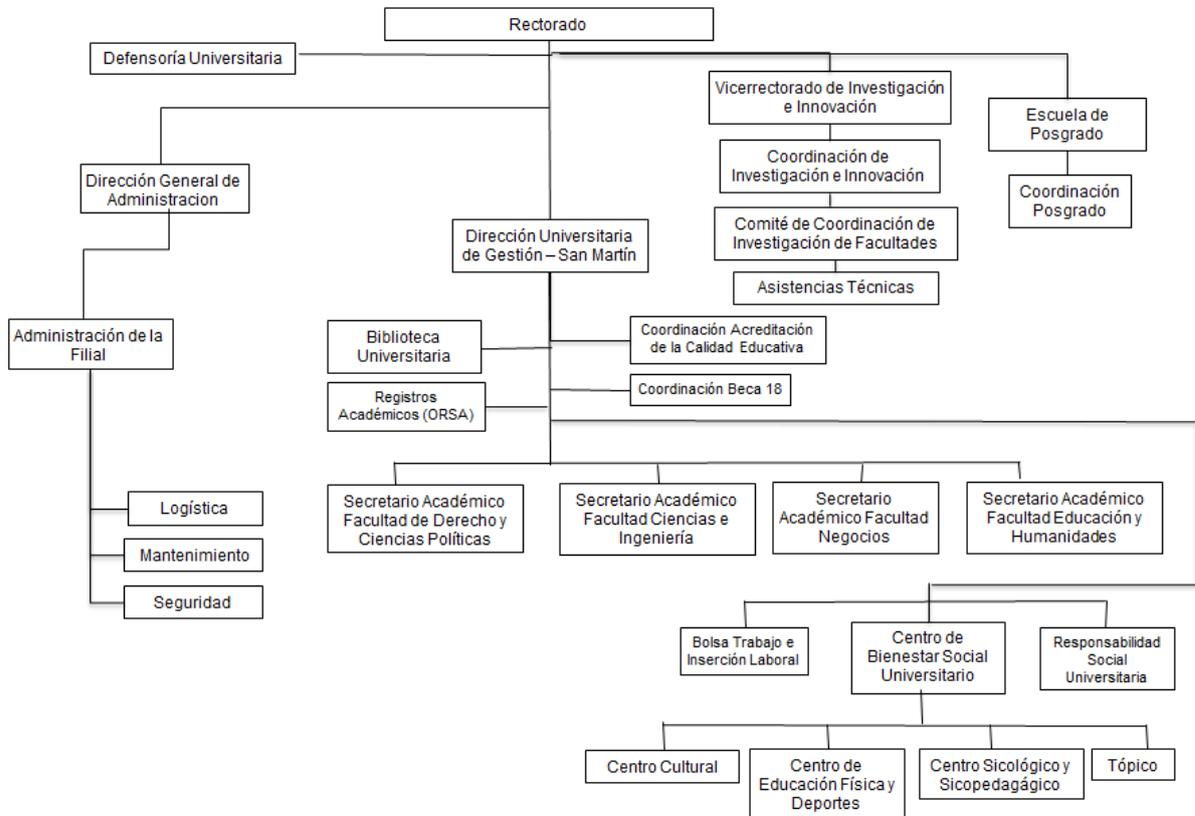 Rectorado
Defensoría Universitaria
Vicerrectorado de Investigación
e Innovación
Escuela de
Posgrado
Coordinación de
Investigación e Innovación
Dirección General de
Administracion
Coordinación
Posgrado
Comité de Coordinación de
Investigación de Facultades
Dirección Universitaria
de Gestión – San Martín
Asistencias Técnicas
Administración de la
Filial
Biblioteca
Universitaria
Coordinación Acreditación
de la Calidad Educativa
Registros
Académicos (ORSA)
Coordinación Beca 18
Logística
Mantenimiento
Seguridad
Secretario Académico
Facultad de Derecho y
Ciencias Políticas
Secretario Académico
Facultad Ciencias e
Ingeniería
Secretario
Académico Facultad
Negocios
Secretario Académico
Facultad Educación y
Humanidades
Bolsa Trabajo e
Inserción Laboral
Centro de
Bienestar Social
Universitario
Responsabilidad
Social
Universitaria
Centro Cultural
Centro de
Educación Física y
Deportes
Centro Sicológico y
Sicopedagágico
Tópico